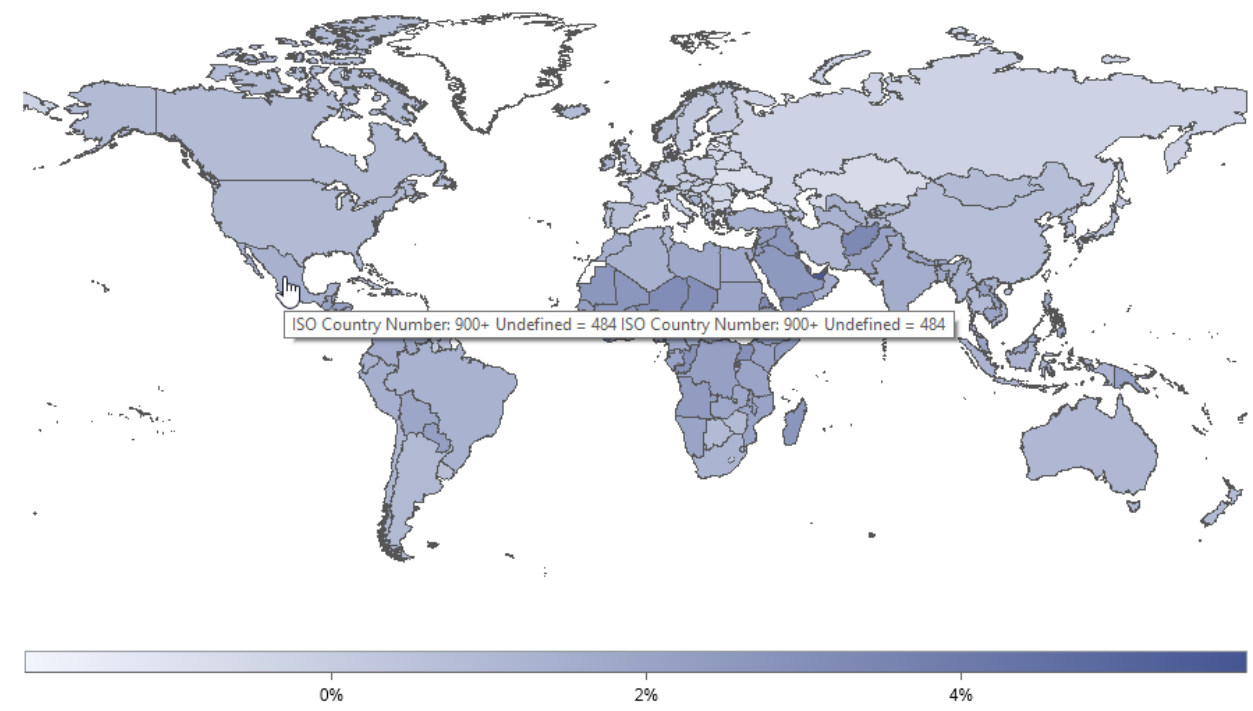 ISO Country Number: 900+ Undefined = 484 ISO Country Number: 900+ Undefined = 484
0% 2% 4%